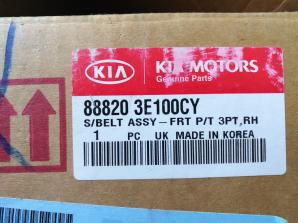 KIA KIA MOTORS
Genuine Parts
88820 3E100CY
S/BELT ASSY-FRT P/T 3PT,RH
1 PC UK MADE IN KOREA